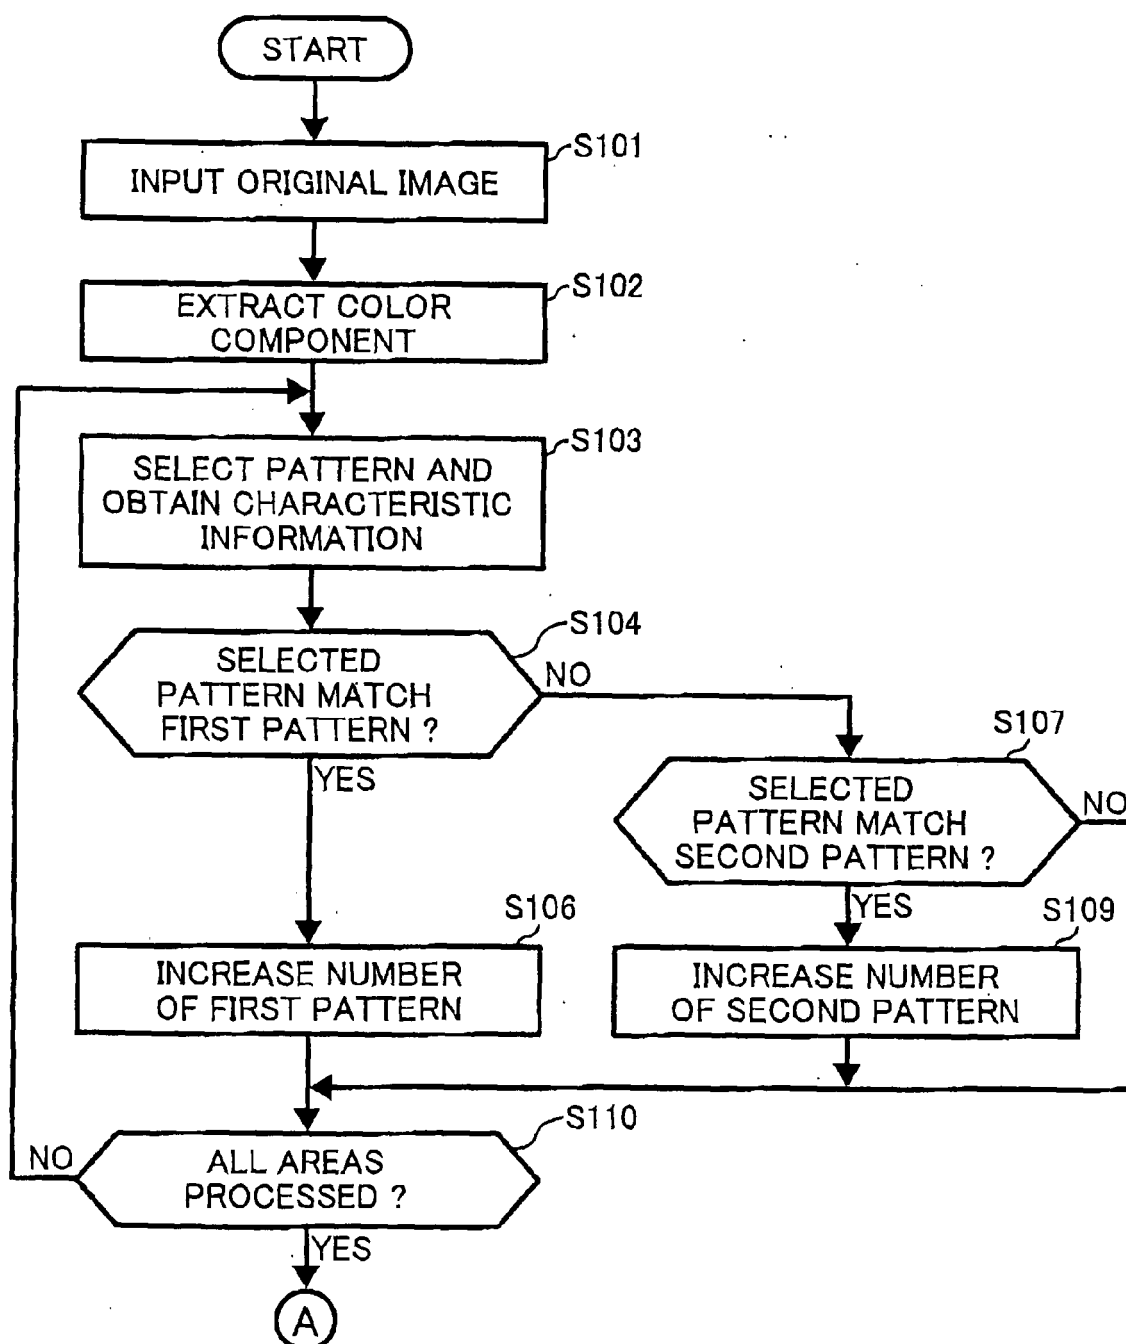 START
S101
INPUT ORIGINAL IMAGE
S102
EXTRACT COLOR
COMPONENT
S103
SELECT PATTERN AND
OBTAIN CHARACTERISTIC
INFORMATION
S104
SELECTED
PATTERN MATCH
FIRST PATTERN ?
NO
YES
S107
SELECTED
PATTERN MATCH
SECOND PATTERN ?
NO
YES
S106
INCREASE NUMBER
OF FIRST PATTERN
S109
INCREASE NUMBER
OF SECOND PATTERN
S110
ALL AREAS
PROCESSED ?
NO
YES
A